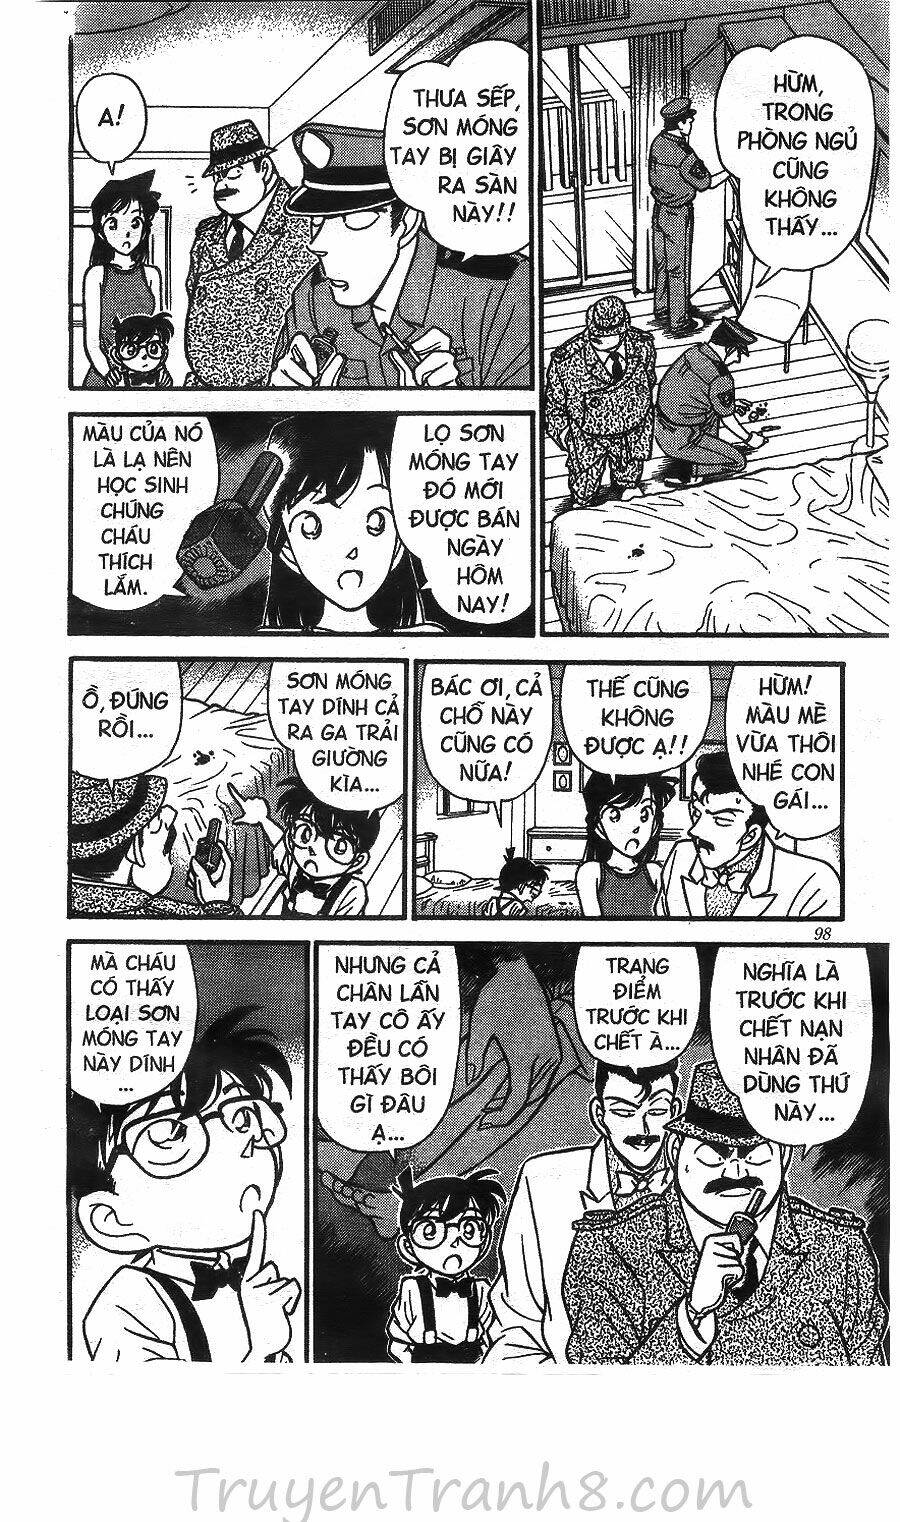 HỪM,
TRONG
PHÒNG NGỦ
CŨNG
KHÔNG
THẤY...
THƯA SẾP,
SƠN MÓNG
TAY BỊ GIÂY
RA SÀN
NÀY!!
A!
LỌ SƠN
MÓNG TAY
ĐÓ MỚI
ĐƯỢC BÁN
NGÀY
HÔM
NAY!
MÀU CỦA NÓ
LÀ LẠ NÊN
HỌC SINH
CHÚNG
CHÁU
THÍCH
LẮM.
HỪM!
MÀU MÈ
VỪA THÔI
NHÉ CON
GÁI...
THẾ CŨNG
KHÔNG
ĐƯỢC Ạ!!
BÁC ƠI, CẢ
CHỖ NÀY
CŨNG CÓ
NỮA!
SƠN MÓNG
TAY DÍNH CẢ
RA GA TRẢI
GIƯỜNG
KÌA...
Ồ, ĐÚNG
RỒI...
98
NGHĨA LÀ
TRƯỚC KHI
CHẾT NẠN
NHÂN ĐÃ
DÙNG THỨ
NÀY...
TRANG
ĐIỂM
TRƯỚC KHI
CHẾT À...
NHƯNG CẢ
CHÂN LẪN
TAY CÔ ẤY
ĐỀU CÓ
THẤY BÔI
GÌ ĐÂU
Ạ...
MÀ CHÁU
CÓ THẤY
LOẠI SƠN
MÓNG TAY
NÀY DÍNH
...
TruyenTranh8.com